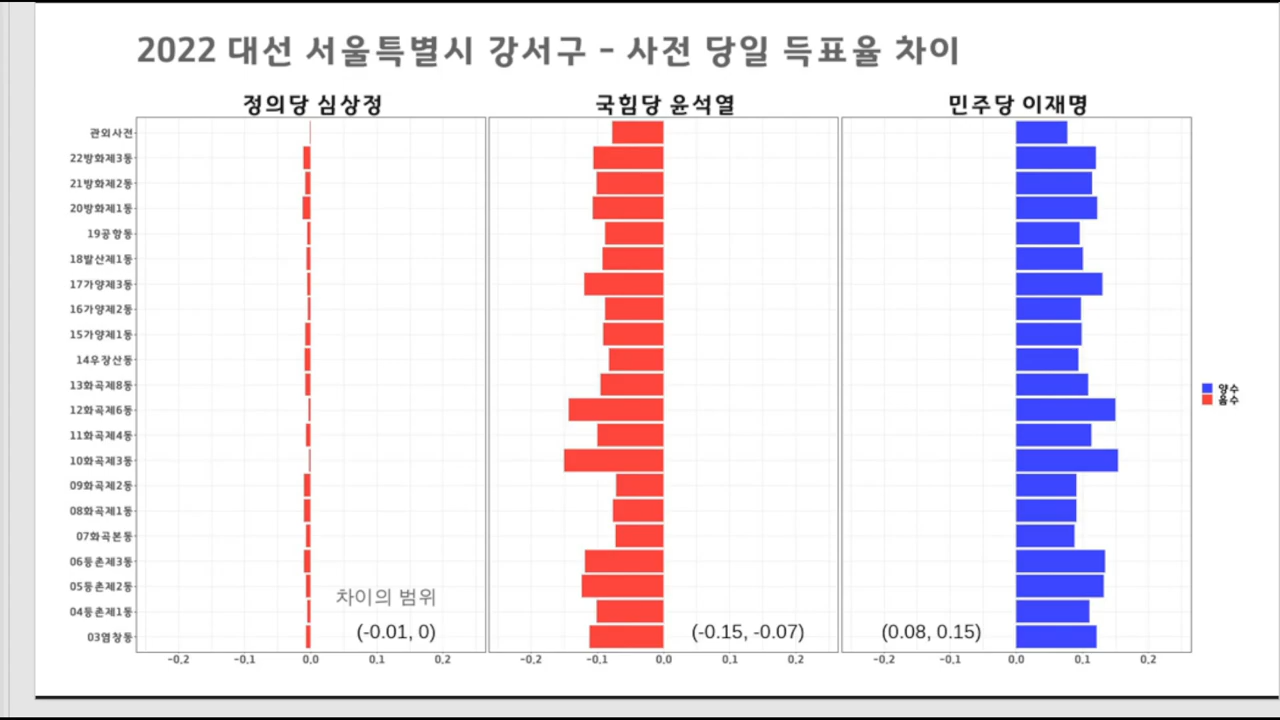 2022 대선 서울특별시 강서구 - 사전 당일 득표율 차이
정의당 심상정 국힘당 윤석열 민주당 이재명
관외사전
22방화제3동
21방화제2동
20방화제1동
19공항동
18발산제1동
17가양제3동
16가양제2동
15가양제1동
14우장산동
13화곡제8동
12화곡제6동
11화곡제4동
10화곡제3동
09화곡제2동
08화곡제1동
07화곡본동
06등촌제3동
05등촌제2동
04등촌제1동
03염창동
차이의 범위
(-0.01, 0) (-0.15, -0.07) (0.08, 0.15)
-0.2 -0.1 0.0 0.1 0.2 -0.2 -0.1 0.0 0.1 0.2 -0.2 -0.1 0.0 0.1 0.2
양수
음수